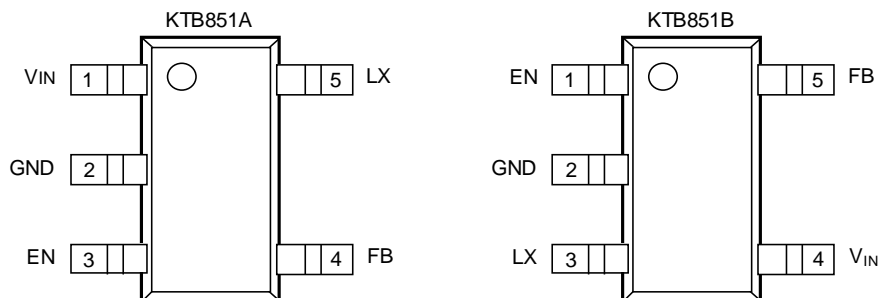 KTB851A
VIN 1 5 LX
GND 2
EN 3 4 FB
KTB851B
EN 1 5 FB
GND 2
LX 3 4 VIN